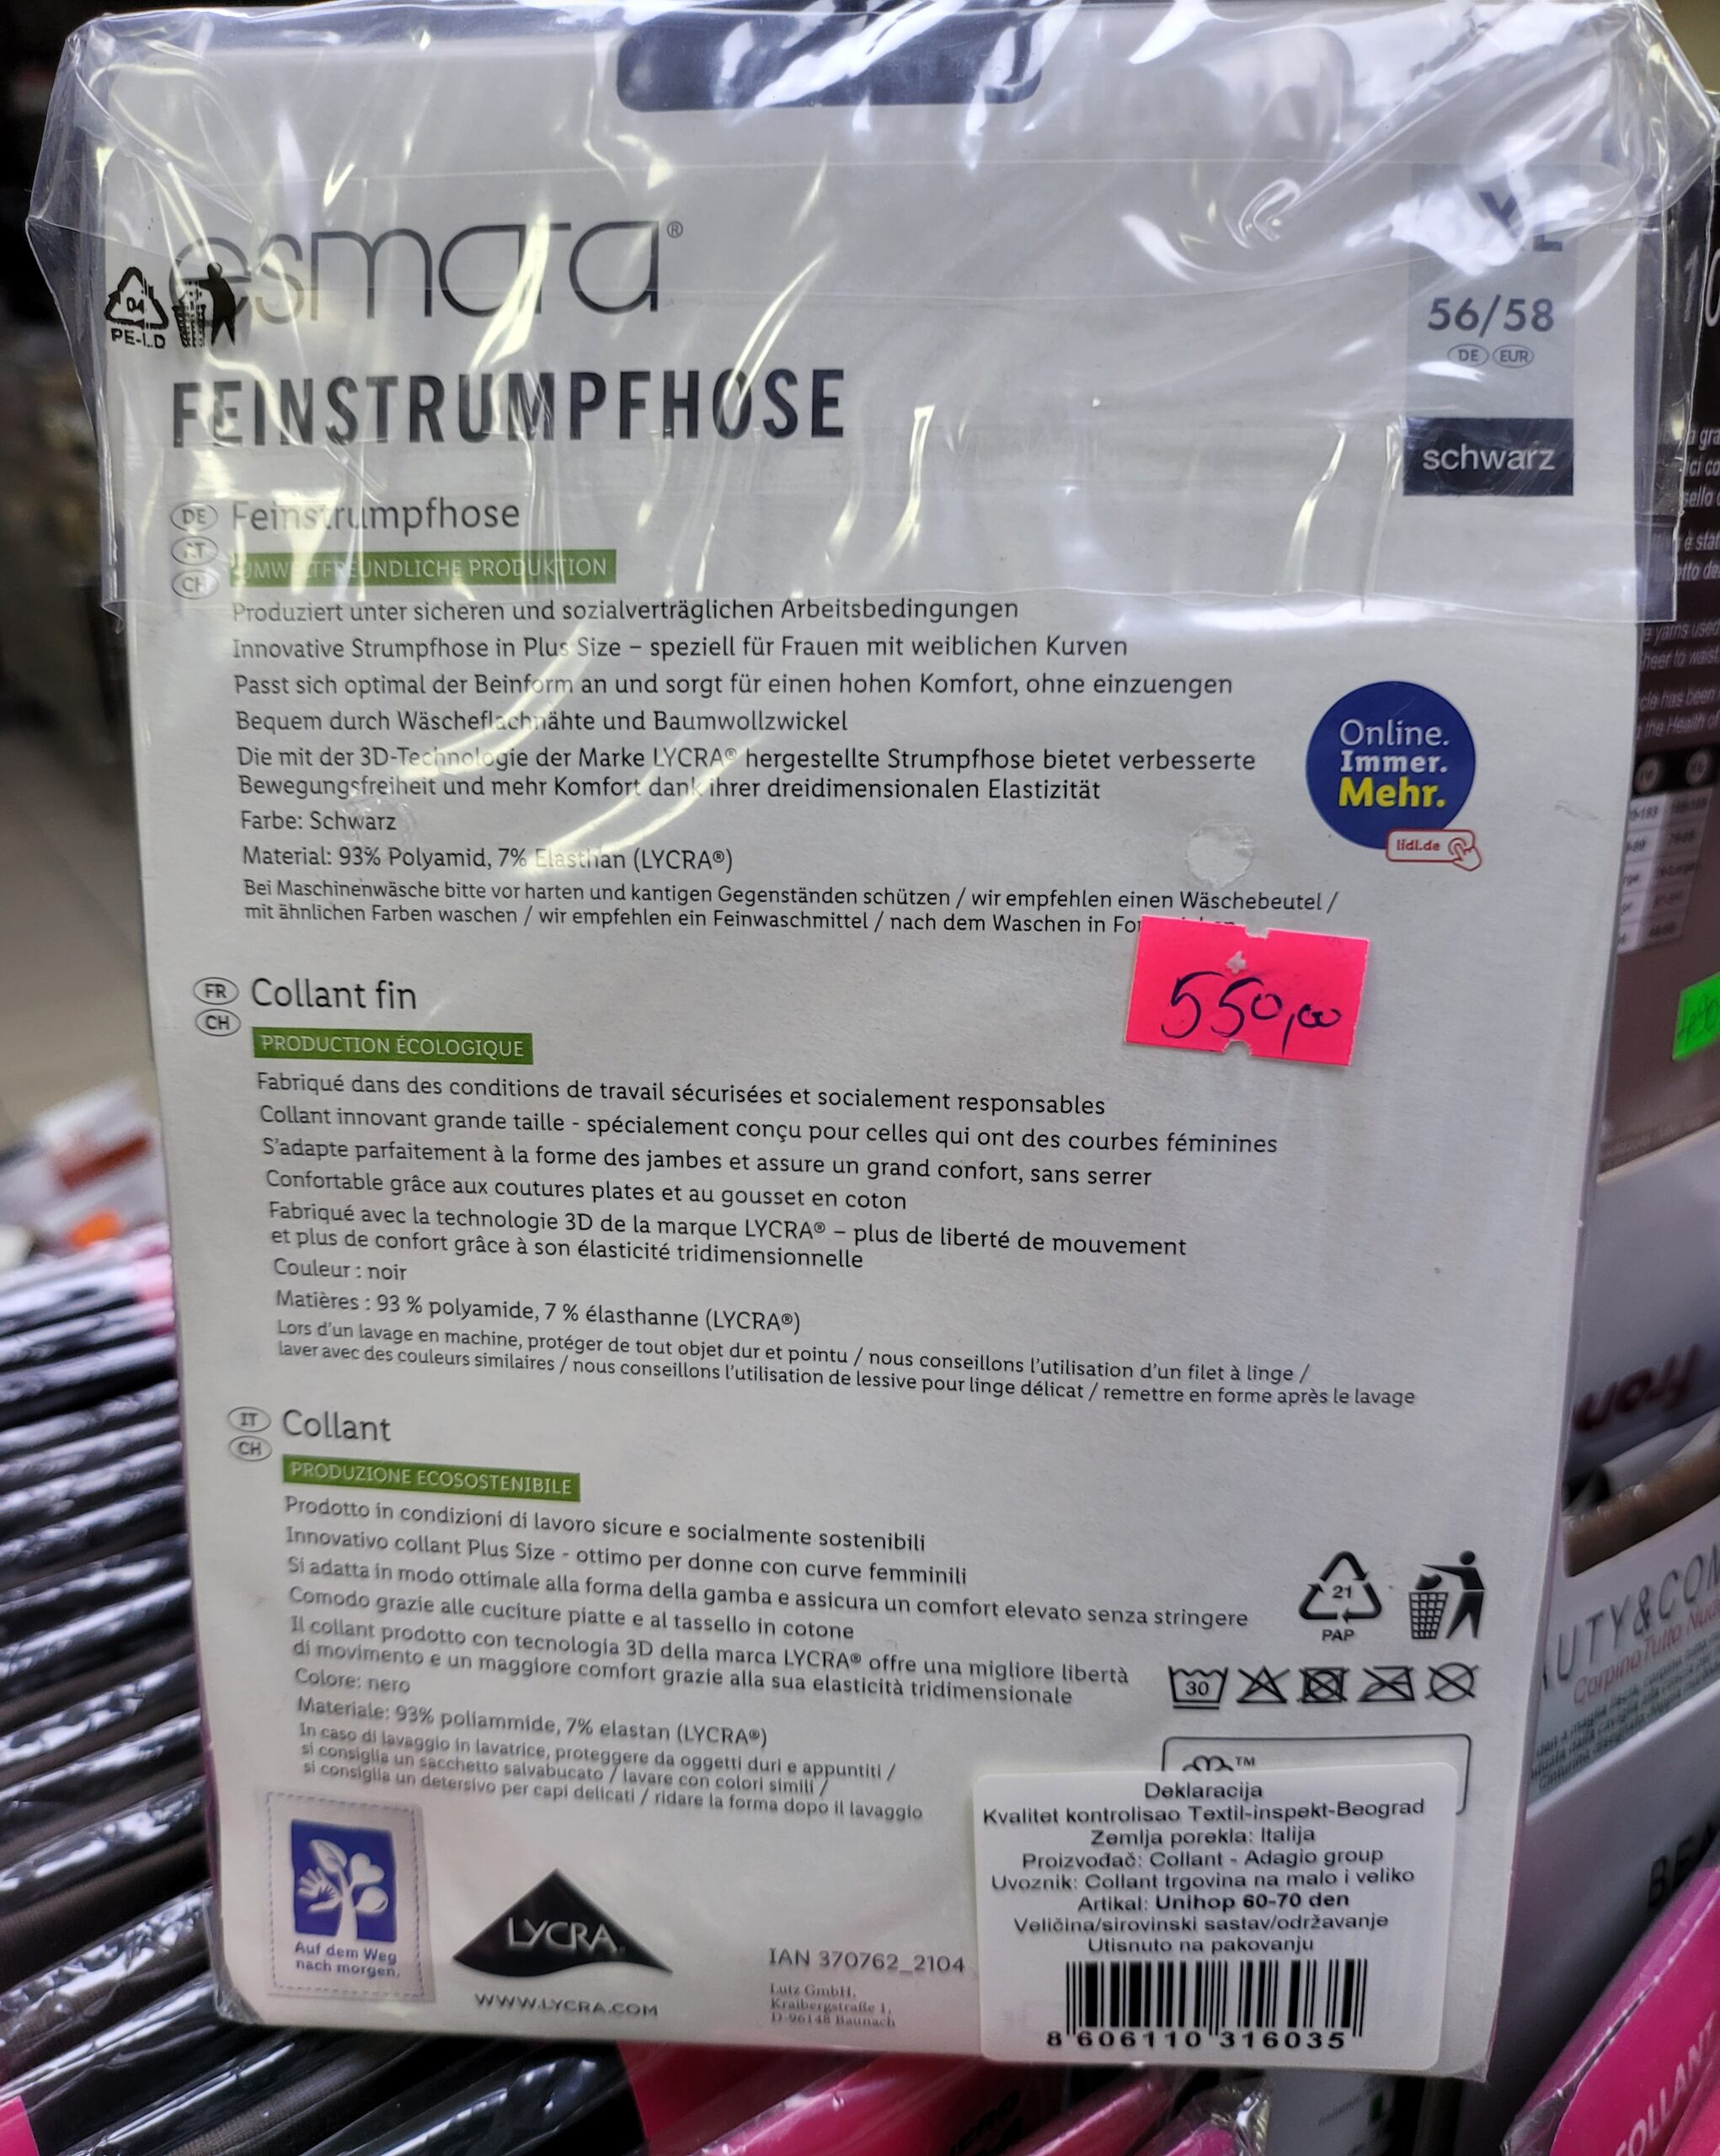 esmara®
04
PE-LD
FEINSTRUMPFHOSE
XL
56/58
DE EUR
schwarz
DE AT CH
Feinstrumpfhose
UMWELTFREUNDLICHE PRODUKTION
Produziert unter sicheren und sozialverträglichen Arbeitsbedingungen
Innovative Strumpfhose in Plus Size – speziell für Frauen mit weiblichen Kurven
Passt sich optimal der Beinform an und sorgt für einen hohen Komfort, ohne einzuengen
Bequem durch Wäscheflachnähte und Baumwollzwickel
Die mit der 3D-Technologie der Marke LYCRA® hergestellte Strumpfhose bietet verbesserte
Bewegungsfreiheit und mehr Komfort dank ihrer dreidimensionalen Elastizität
Farbe: Schwarz
Material: 93% Polyamid, 7% Elasthan (LYCRA®)
Bei Maschinenwäsche bitte vor harten und kantigen Gegenständen schützen / wir empfehlen einen Wäschebeutel /
mit ähnlichen Farben waschen / wir empfehlen ein Feinwaschmittel / nach dem Waschen in
Online.
Immer.
Mehr.
lidl.de
550,00
FR CH
Collant fin
PRODUCTION ÉCOLOGIQUE
Fabriqué dans des conditions de travail sécurisées et socialement responsables
Collant innovant grande taille - spécialement conçu pour celles qui ont des courbes féminines
S'adapte parfaitement à la forme des jambes et assure un grand confort, sans serrer
Confortable grâce aux coutures plates et au gousset en coton
Fabriqué avec la technologie 3D de la marque LYCRA® – plus de liberté de mouvement
et plus de confort grâce à son élasticité tridimensionnelle
Couleur : noir
Matières : 93 % polyamide, 7 % élasthanne (LYCRA®)
Lors d'un lavage en machine, protéger de tout objet dur et pointu / nous conseillons l'utilisation d'un filet à linge /
laver avec des couleurs similaires / nous conseillons l'utilisation de lessive pour linge délicat / remettre en forme après le lavage
IT CH
Collant
PRODUZIONE ECOSOSTENIBILE
Prodotto in condizioni di lavoro sicure e socialmente sostenibili
Innovativo collant Plus Size - ottimo per donne con curve femminili
Si adatta in modo ottimale alla forma della gamba e assicura un comfort elevato senza stringere
Comodo grazie alle cuciture piatte e al tassello in cotone
Il collant prodotto con tecnologia 3D della marca LYCRA® offre una migliore libertà
di movimento e un maggiore comfort grazie alla sua elasticità tridimensionale
Colore: nero
Materiale: 93% poliammide, 7% elastan (LYCRA®)
In caso di lavaggio in lavatrice, proteggere da oggetti duri e appuntiti /
si consiglia un sacchetto salvabucato / lavare con colori simili /
si consiglia un detersivo per capi delicati / ridare la forma dopo il lavaggio
21
PAP
30
TM
Auf dem Weg
nach morgen.
LYCRA
WWW.LYCRA.COM
IAN 370762_2104
Lutz GmbH,
Kraibergstraße 1,
D-96148 Baunach
Deklaracija
Kvalitet kontrolisao Textil-inspekt-Beograd
Zemlja porekla: Italija
Proizvođač: Collant - Adagio group
Uvoznik: Collant trgovina na malo i veliko
Artikal: Unihop 60-70 den
Veličina/sirovinski sastav/održavanje
Utisnuto na pakovanju
8 606110 316035